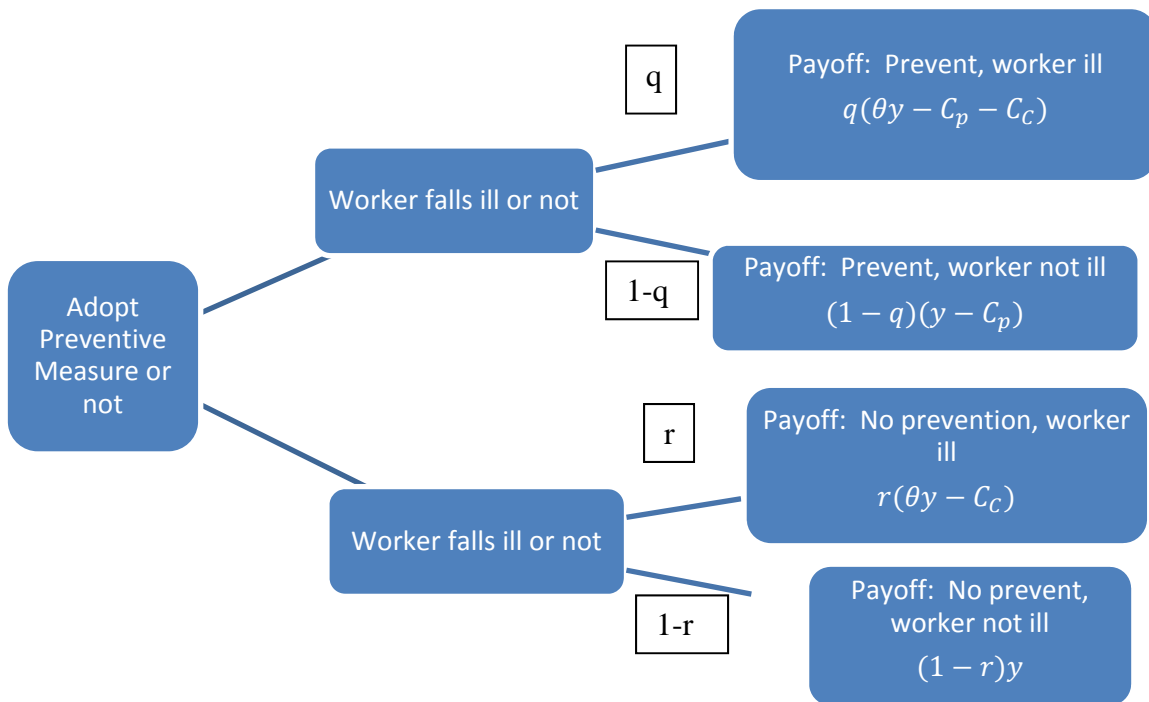 q
Payoff: Prevent, worker ill
q(θy − C_p − C_C)
Worker falls ill or not
1-q
Payoff: Prevent, worker not ill
(1 − q)(y − C_p)
Adopt
Preventive
Measure or
not
r
Payoff: No prevention, worker
ill
r(θy − C_C)
Worker falls ill or not
1-r
Payoff: No prevent,
worker not ill
(1 − r)y